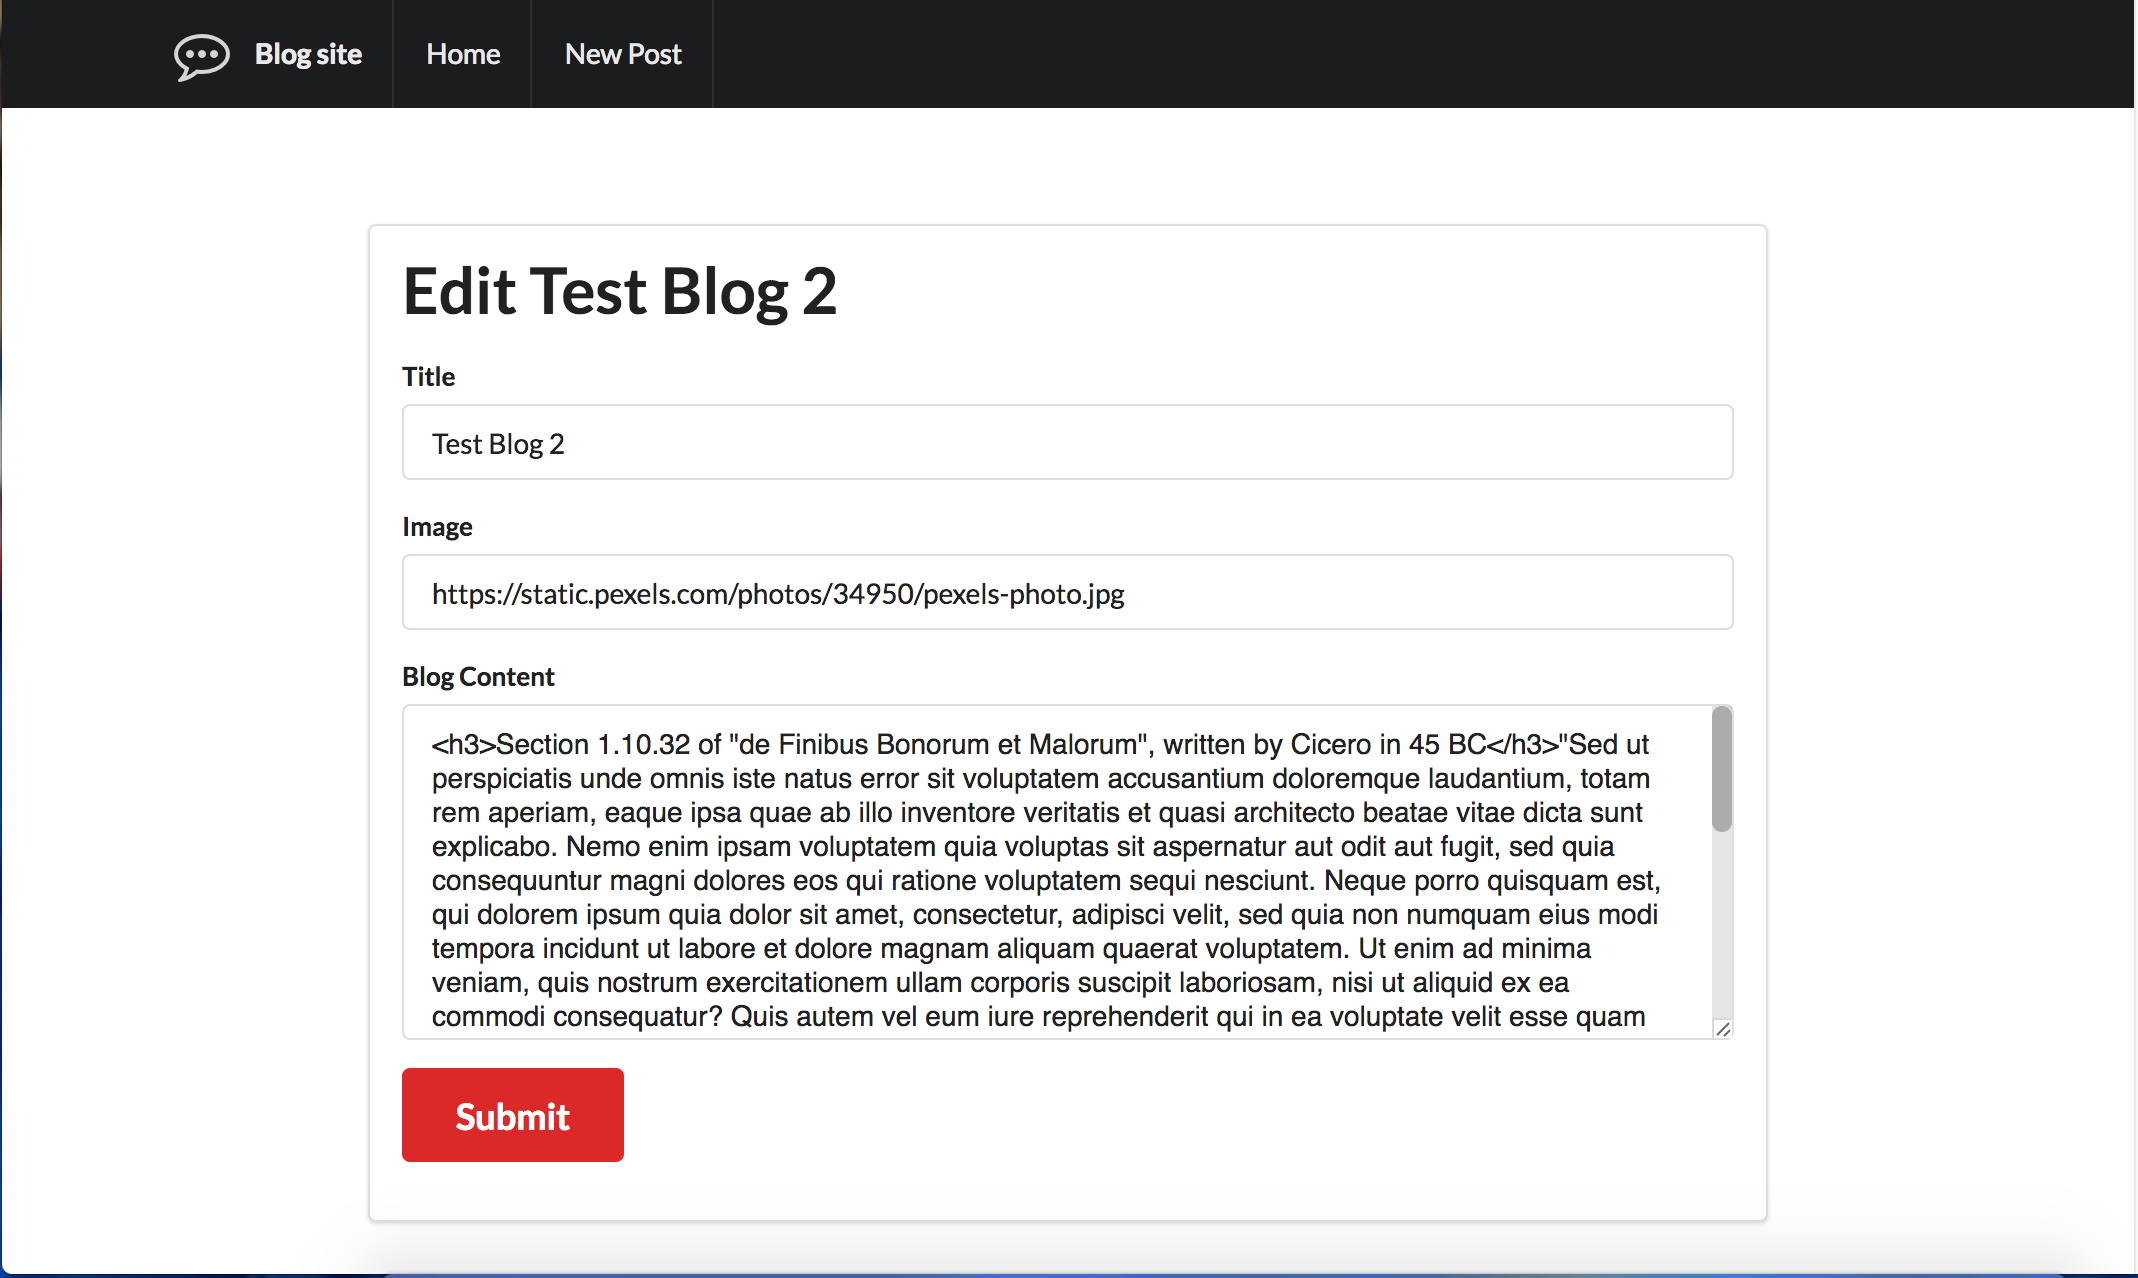 Blog site Home New Post
Edit Test Blog 2
Title
Test Blog 2
Image
https://static.pexels.com/photos/34950/pexels-photo.jpg
Blog Content
<h3>Section 1.10.32 of "de Finibus Bonorum et Malorum", written by Cicero in 45 BC</h3>"Sed ut
perspiciatis unde omnis iste natus error sit voluptatem accusantium doloremque laudantium, totam
rem aperiam, eaque ipsa quae ab illo inventore veritatis et quasi architecto beatae vitae dicta sunt
explicabo. Nemo enim ipsam voluptatem quia voluptas sit aspernatur aut odit aut fugit, sed quia
consequuntur magni dolores eos qui ratione voluptatem sequi nesciunt. Neque porro quisquam est,
qui dolorem ipsum quia dolor sit amet, consectetur, adipisci velit, sed quia non numquam eius modi
tempora incidunt ut labore et dolore magnam aliquam quaerat voluptatem. Ut enim ad minima
veniam, quis nostrum exercitationem ullam corporis suscipit laboriosam, nisi ut aliquid ex ea
commodi consequatur? Quis autem vel eum iure reprehenderit qui in ea voluptate velit esse quam
Submit